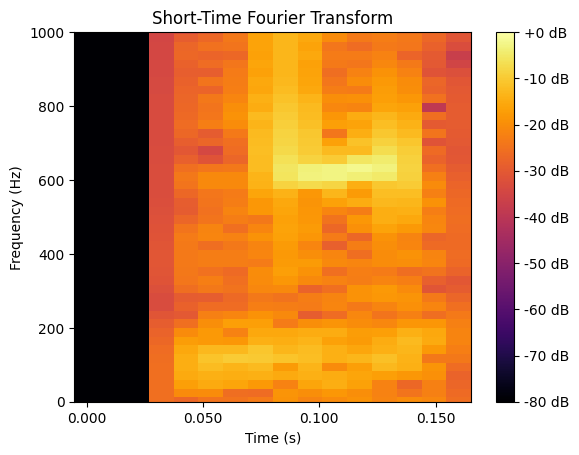 Short-Time Fourier Transform
Frequency (Hz)
1000
800
600
400
200
0
0.000
0.050
0.100
0.150
Time (s)
+0 dB
-10 dB
-20 dB
-30 dB
-40 dB
-50 dB
-60 dB
-70 dB
-80 dB